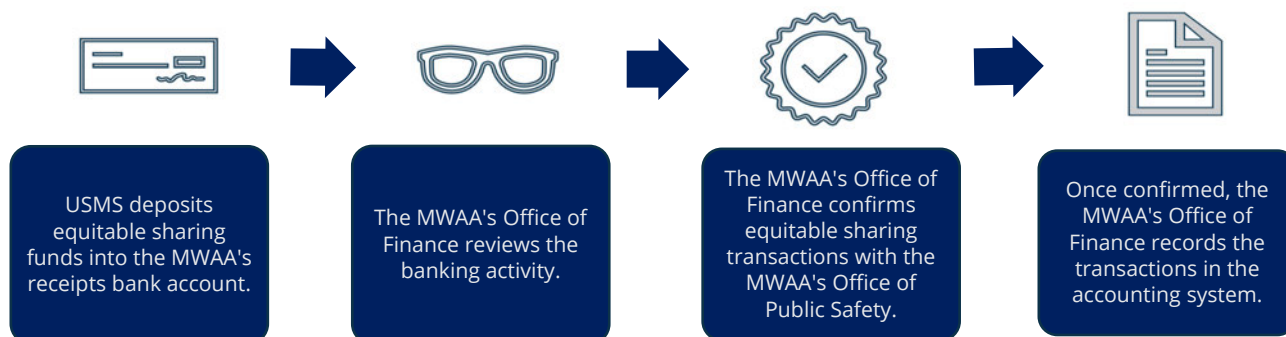 USMS deposits
equitable sharing
funds into the MWAA's
receipts bank account.
The MWAA's Office of
Finance reviews the
banking activity.
The MWAA's Office of
Finance confirms
equitable sharing
transactions with the
MWAA's Office of
Public Safety.
Once confirmed, the
MWAA's Office of
Finance records the
transactions in the
accounting system.